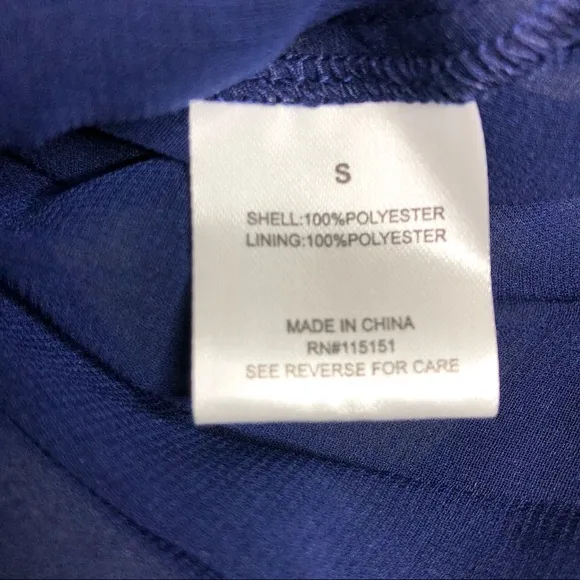 S
SHELL:100%POLYESTER
LINING:100%POLYESTER
MADE IN CHINA
RN#115151
SEE REVERSE FOR CARE